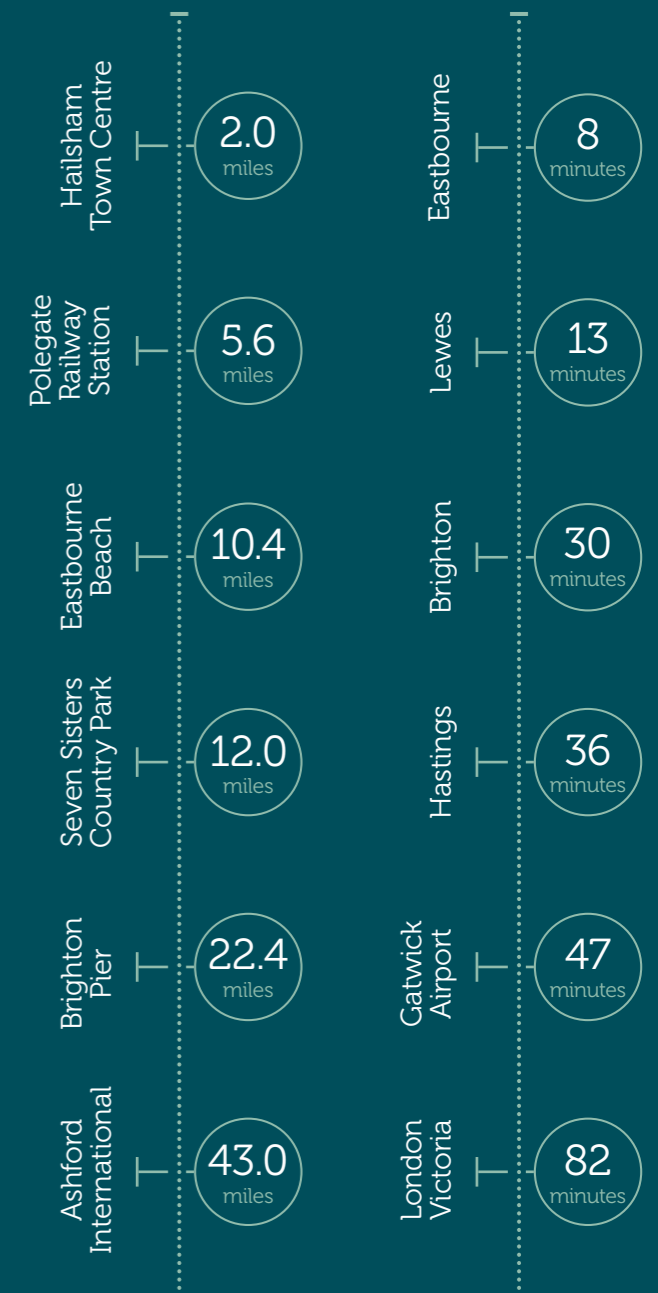 Hailsham
Town Centre
2.0
miles
Polegate
Railway
Station
5.6
miles
Eastbourne
Beach
10.4
miles
Seven Sisters
Country Park
12.0
miles
Brighton
Pier
22.4
miles
Ashford
International
43.0
miles
Eastbourne
8
minutes
Lewes
13
minutes
Brighton
30
minutes
Hastings
36
minutes
Gatwick
Airport
47
minutes
London
Victoria
82
minutes